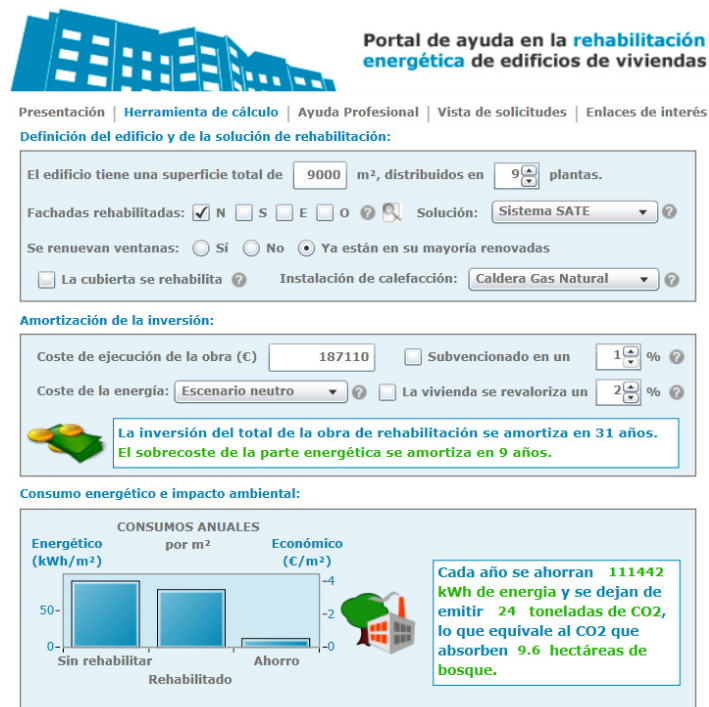 Portal de ayuda en la rehabilitación
energética de edificios de viviendas
Presentación | Herramienta de cálculo | Ayuda Profesional | Vista de solicitudes | Enlaces de interés
Definición del edificio y de la solución de rehabilitación:
El edificio tiene una superficie total de 9000 m², distribuidos en 9 plantas.
Fachadas rehabilitadas: N S E O ? Solución: Sistema SATE ?
Se renuevan ventanas: Sí No Ya están en su mayoría renovadas
La cubierta se rehabilita ? Instalación de calefacción: Caldera Gas Natural ?
Amortización de la inversión:
Coste de ejecución de la obra (€) 187110 Subvencionado en un 1 % ?
Coste de la energía: Escenario neutro ? La vivienda se revaloriza un 2 % ?
La inversión del total de la obra de rehabilitación se amortiza en 31 años.
El sobrecoste de la parte energética se amortiza en 9 años.
Consumo energético e impacto ambiental:
CONSUMOS ANUALES
por m²
Energético
(kWh/m²)
Económico
(€/m²)
50-
0-
-4
-2
-0
Sin rehabilitar
Rehabilitado
Ahorro
Cada año se ahorran 111442
kWh de energia y se dejan de
emitir 24 toneladas de CO2,
lo que equivale al CO2 que
absorben 9.6 hectáreas de
bosque.